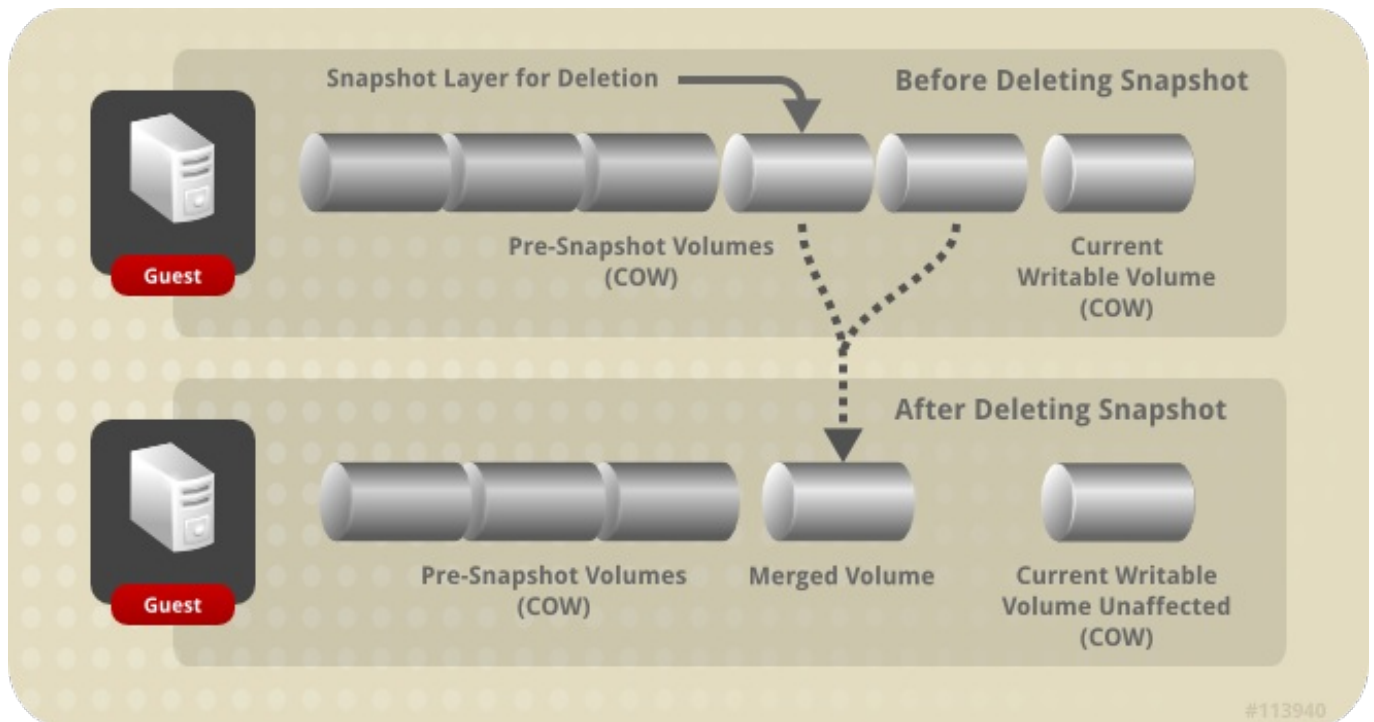 Snapshot Layer for Deletion
Before Deleting Snapshot
Pre-Snapshot Volumes
(COW)
Current
Writable Volume
(COW)
Guest
After Deleting Snapshot
Pre-Snapshot Volumes
(COW)
Merged Volume
Current Writable
Volume Unaffected
(COW)
Guest
#113940